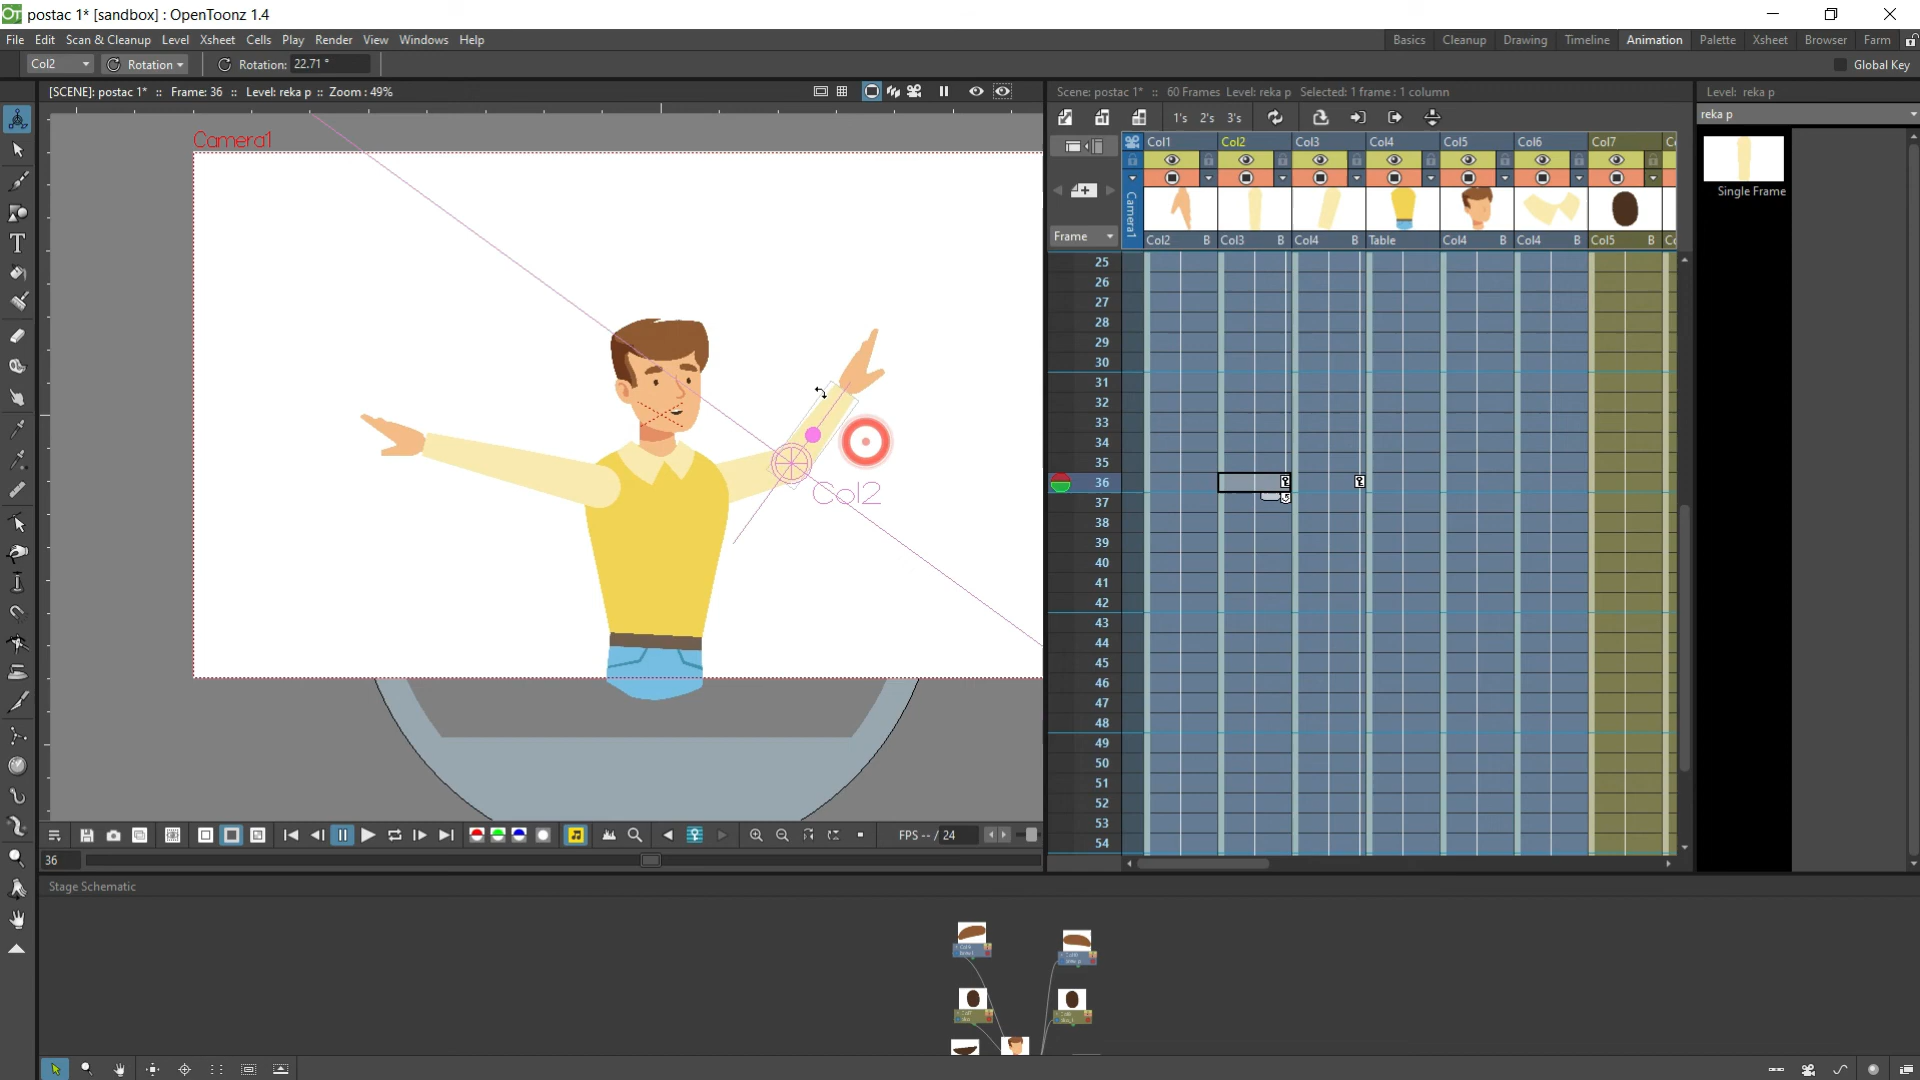 postac 1* [sandbox] : OpenToonz 1.4
File Edit Scan & Cleanup Level Xsheet Cells Play Render View Windows Help
Basics Cleanup Drawing Timeline Animation Palette Xsheet Browser Farm
Col2 Rotation Rotation: 22.71 °
Global Key
[SCENE]: postac 1* :: Frame: 36 :: Level: reka p :: Zoom : 49%
Scene: postac 1* :: 60 Frames Level: reka p Selected: 1 frame : 1 column
Level: reka p
reka p
1's 2's 3's
Camera1
Col1 Col2 Col3 Col4 Col5 Col6 Col7
Single Frame
Camera1
Frame
Col2 B Col3 B Col4 B Table Col4 B Col4 B Col5 B
25
26
27
28
29
30
31
32
33
34
35
36
37
38
39
40
41
42
43
44
45
46
47
48
49
50
51
52
53
54
Col2
FPS -- / 24
36
Stage Schematic